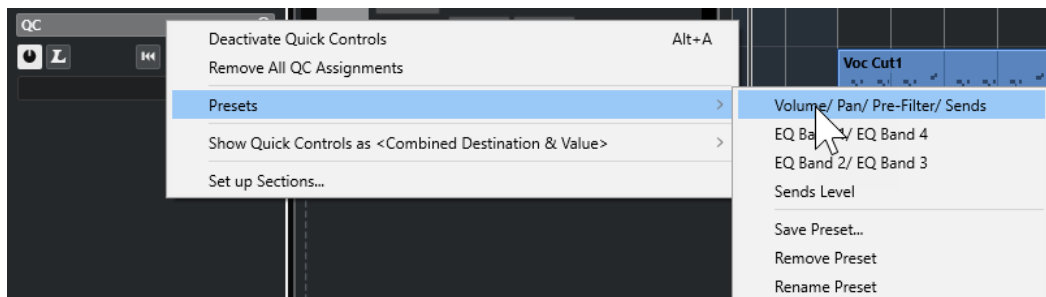 QC
L
Deactivate Quick Controls Alt+A
Remove All QC Assignments
Presets
Show Quick Controls as <Combined Destination & Value>
Set up Sections...
Voc Cut1
Volume/ Pan/ Pre-Filter/ Sends
EQ / EQ Band 4
EQ Band 2/ EQ Band 3
Sends Level
Save Preset...
Remove Preset
Rename Preset